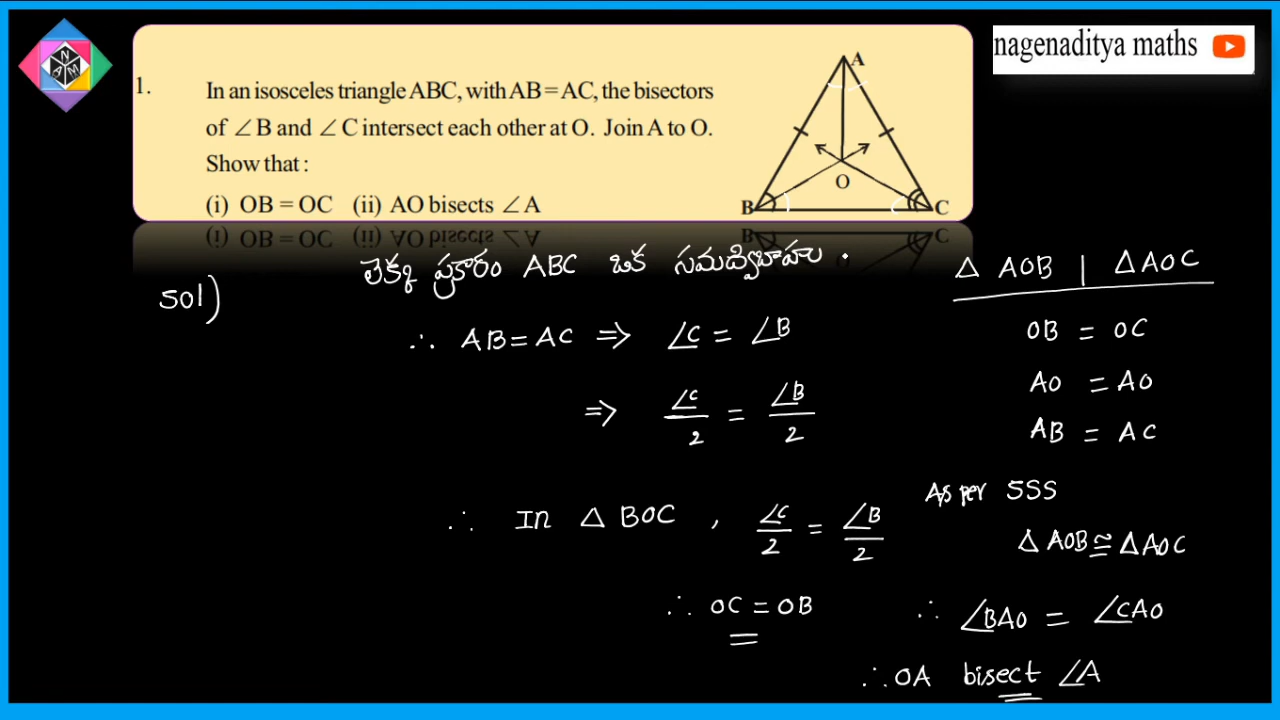 nagenaditya maths
N
A M
1. In an isosceles triangle ABC, with AB = AC, the bisectors
of ∠B and ∠C intersect each other at O. Join A to O.
Show that :
(i) OB = OC (ii) AO bisects ∠A
A
O
B
C
sol)
లెక్క ప్రకారం ABC ఒక సమద్విబాహు .
∴ AB = AC ⇒ ∠C = ∠B
⇒ ∠C/2 = ∠B/2
∴ In △ BOC , ∠C/2 = ∠B/2
∴ OC = OB
△ AOB | △AOC
OB = OC
AO = AO
AB = AC
As per SSS
△ AOB ≅ △AOC
∴ ∠BAO = ∠CAO
∴ OA bisect ∠A